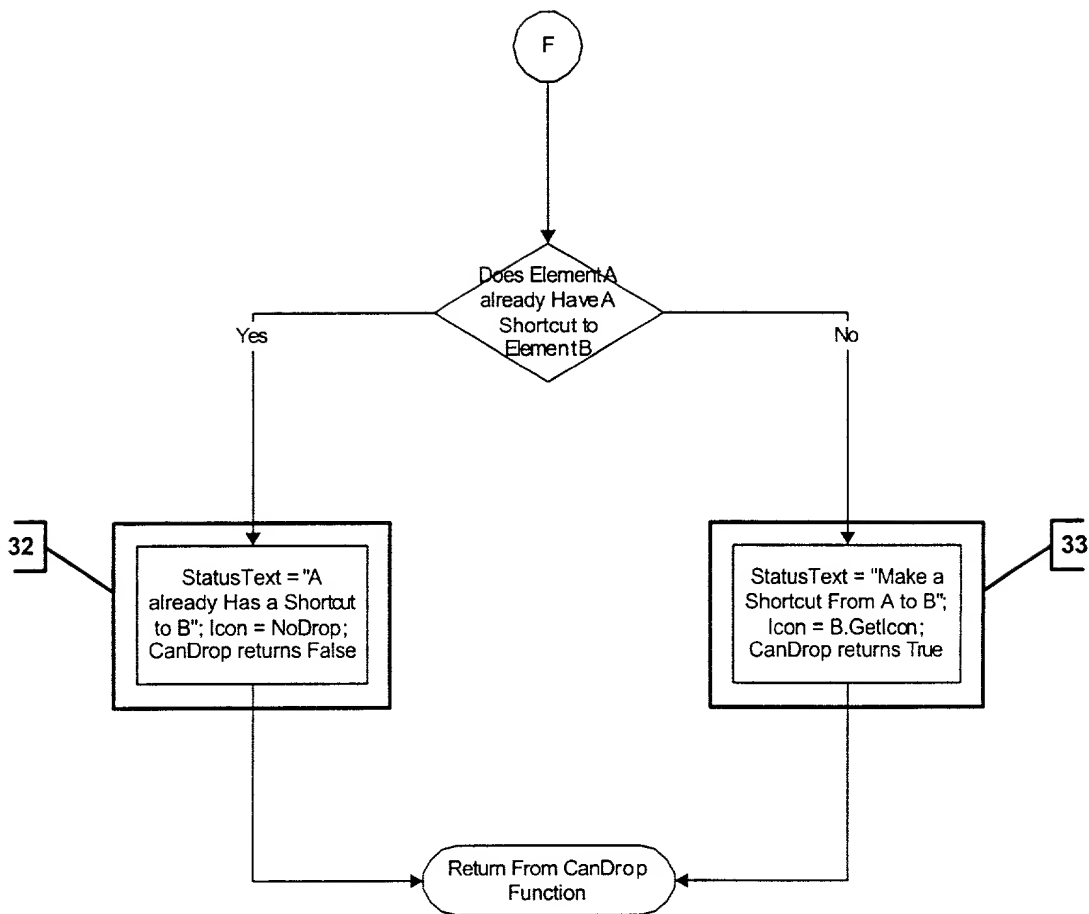 F
Does Element A
already Have A
Shortcut to
Element B
Yes
No
32
33
StatusText = "A
already Has a Shortcut
to B"; Icon = NoDrop;
CanDrop returns False
StatusText = "Make a
Shortcut From A to B";
Icon = B.GetIcon;
CanDrop returns True
Return From CanDrop
Function